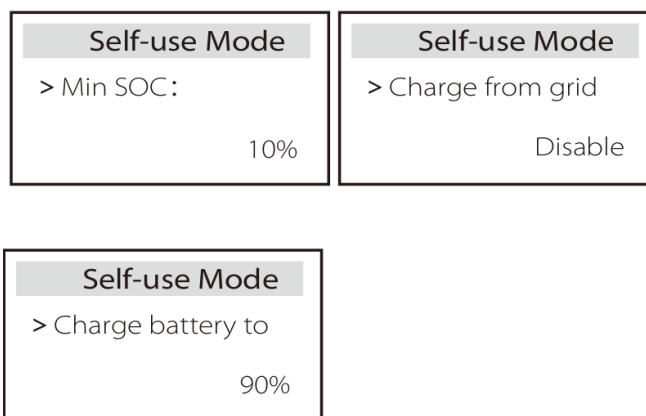 Self-use Mode
> Min SOC:
10%
Self-use Mode
> Charge from grid
Disable
Self-use Mode
> Charge battery to
90%